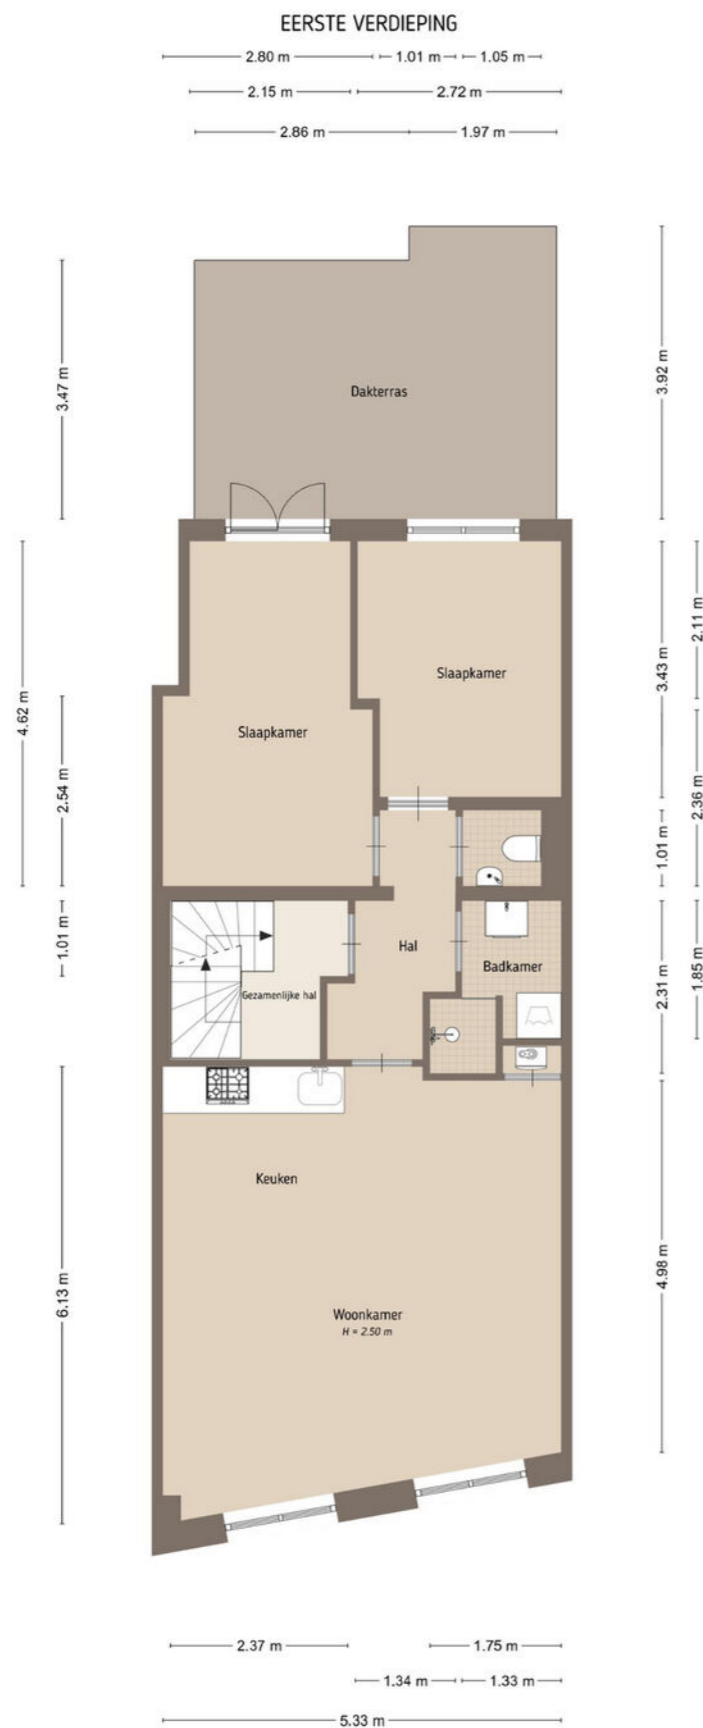 EERSTE VERDIEPING
2.80 m 1.01 m 1.05 m
2.15 m 2.72 m
2.86 m 1.97 m
3.47 m
3.92 m
Dakterras
4.62 m
2.54 m
1.01 m
3.43 m
2.11 m
2.36 m
1.01 m
Slaapkamer
Slaapkamer
Hal
Badkamer
Gezamenlijke hal
2.31 m
1.85 m
Keuken
6.13 m
4.98 m
Woonkamer
H = 2.50 m
2.37 m 1.75 m
1.34 m 1.33 m
5.33 m